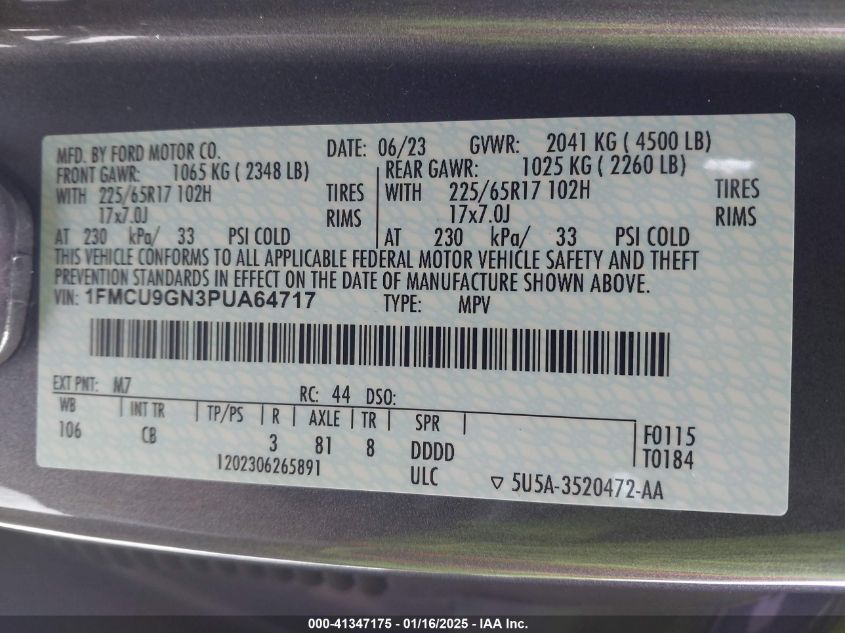 MFD. BY FORD MOTOR CO. DATE: 06/23 GVWR: 2041 KG ( 4500 LB)
FRONT GAWR: 1065 KG ( 2348 LB) REAR GAWR: 1025 KG ( 2260 LB)
WITH 225/65R17 102H TIRES WITH 225/65R17 102H TIRES
17x7.0J RIMS 17x7.0J RIMS
AT 230 kPa/ 33 PSI COLD AT 230 kPa/ 33 PSI COLD
THIS VEHICLE CONFORMS TO ALL APPLICABLE FEDERAL MOTOR VEHICLE SAFETY AND THEFT
PREVENTION STANDARDS IN EFFECT ON THE DATE OF MANUFACTURE SHOWN ABOVE.
VIN: 1FMCU9GN3PUA64717 TYPE: MPV
EXT PNT: M7 RC: 44 DSO:
WB INT TR TP/PS R AXLE TR SPR
106 CB 3 81 8 DDDD F0115
1202306265891 ULC T0184
5U5A-3520472-AA
000-41347175 - 01/16/2025 - IAA Inc.